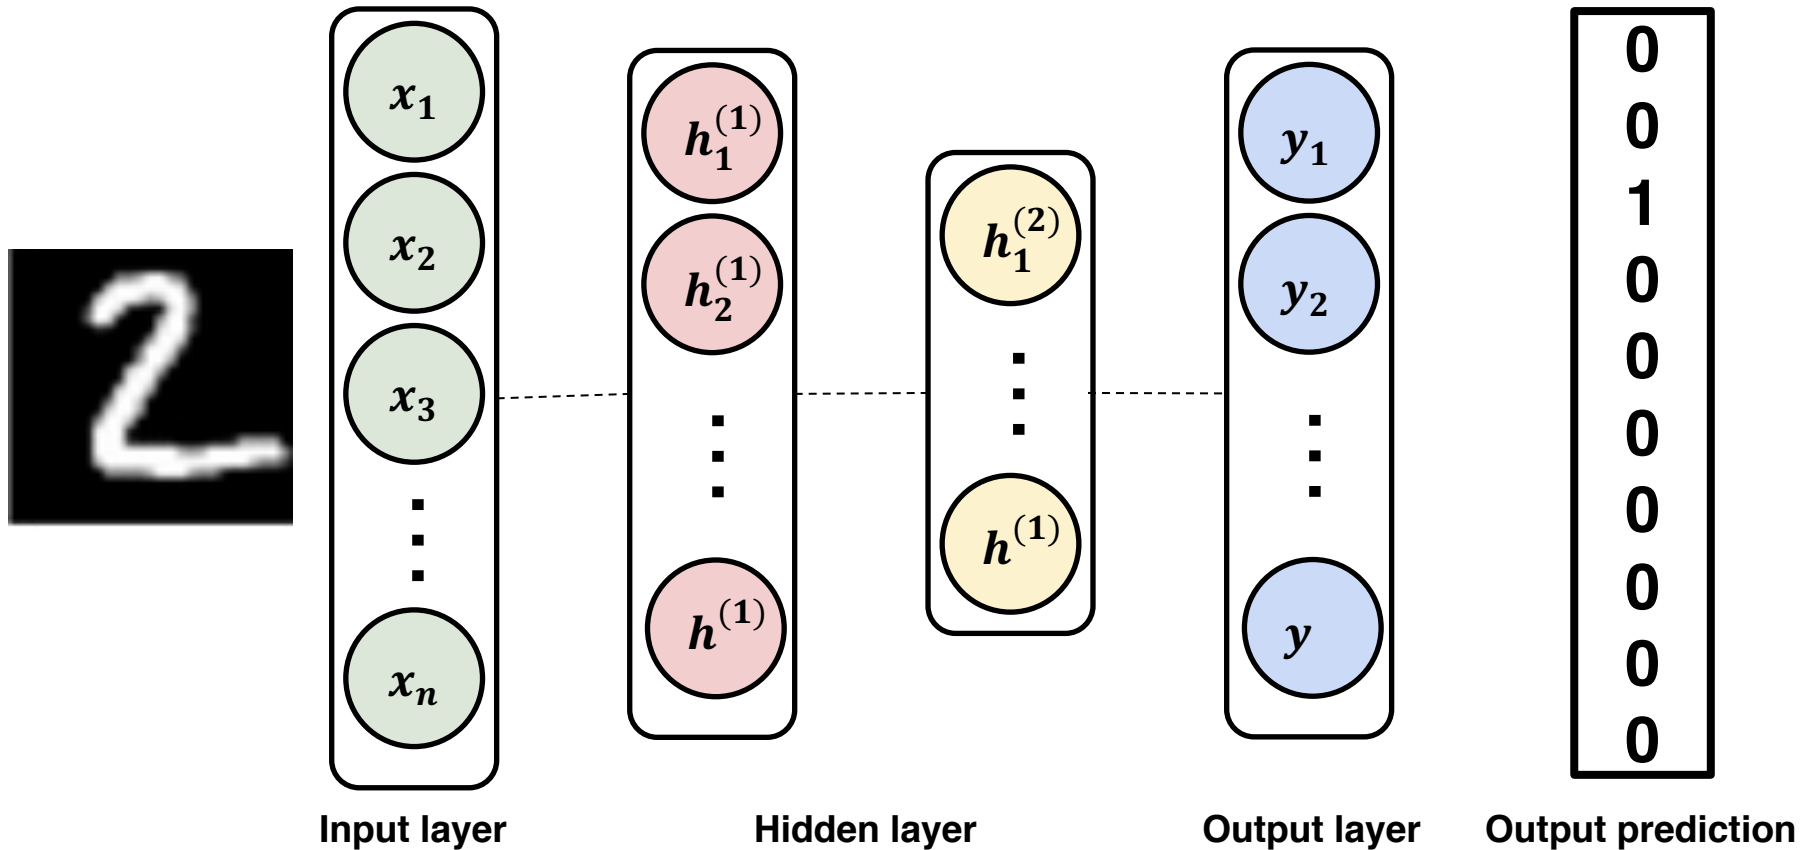 2
x₁
x₂
x₃
⋮
xₙ
Input layer
h₁⁽¹⁾
h₂⁽¹⁾
⋮
h⁽¹⁾
h₁⁽²⁾
⋮
h⁽¹⁾
Hidden layer
y₁
y₂
⋮
y
Output layer
0
0
1
0
0
0
0
0
0
0
Output prediction